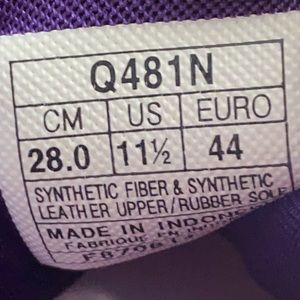 Q481N
CM US EURO
28.0 11½ 44
SYNTHETIC FIBER & SYNTHETIC
LEATHER UPPER/RUBBER SOLE
MADE IN
FABRIQUE EN